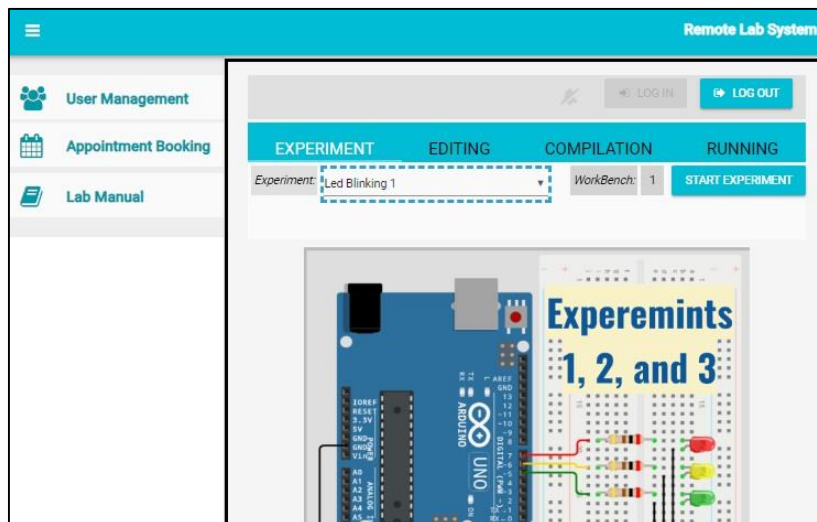 Remote Lab System
User Management
Appointment Booking
Lab Manual
LOG IN
LOG OUT
EXPERIMENT
EDITING
COMPILATION
RUNNING
Experiment:
Led Blinking 1
WorkBench:
1
START EXPERIMENT
Experemints
1, 2, and 3
AREF
GND
13
12
~11
~10
~9
8
7
~6
~5
4
~3
2
DIGITAL (PWM ~)
RX
TX
L
ARDUINO
UNO
ON
IOREF
RESET
3.3V
5V
GND
GND
Vin
POWER
A0
A1
A2
A3
A4
A5